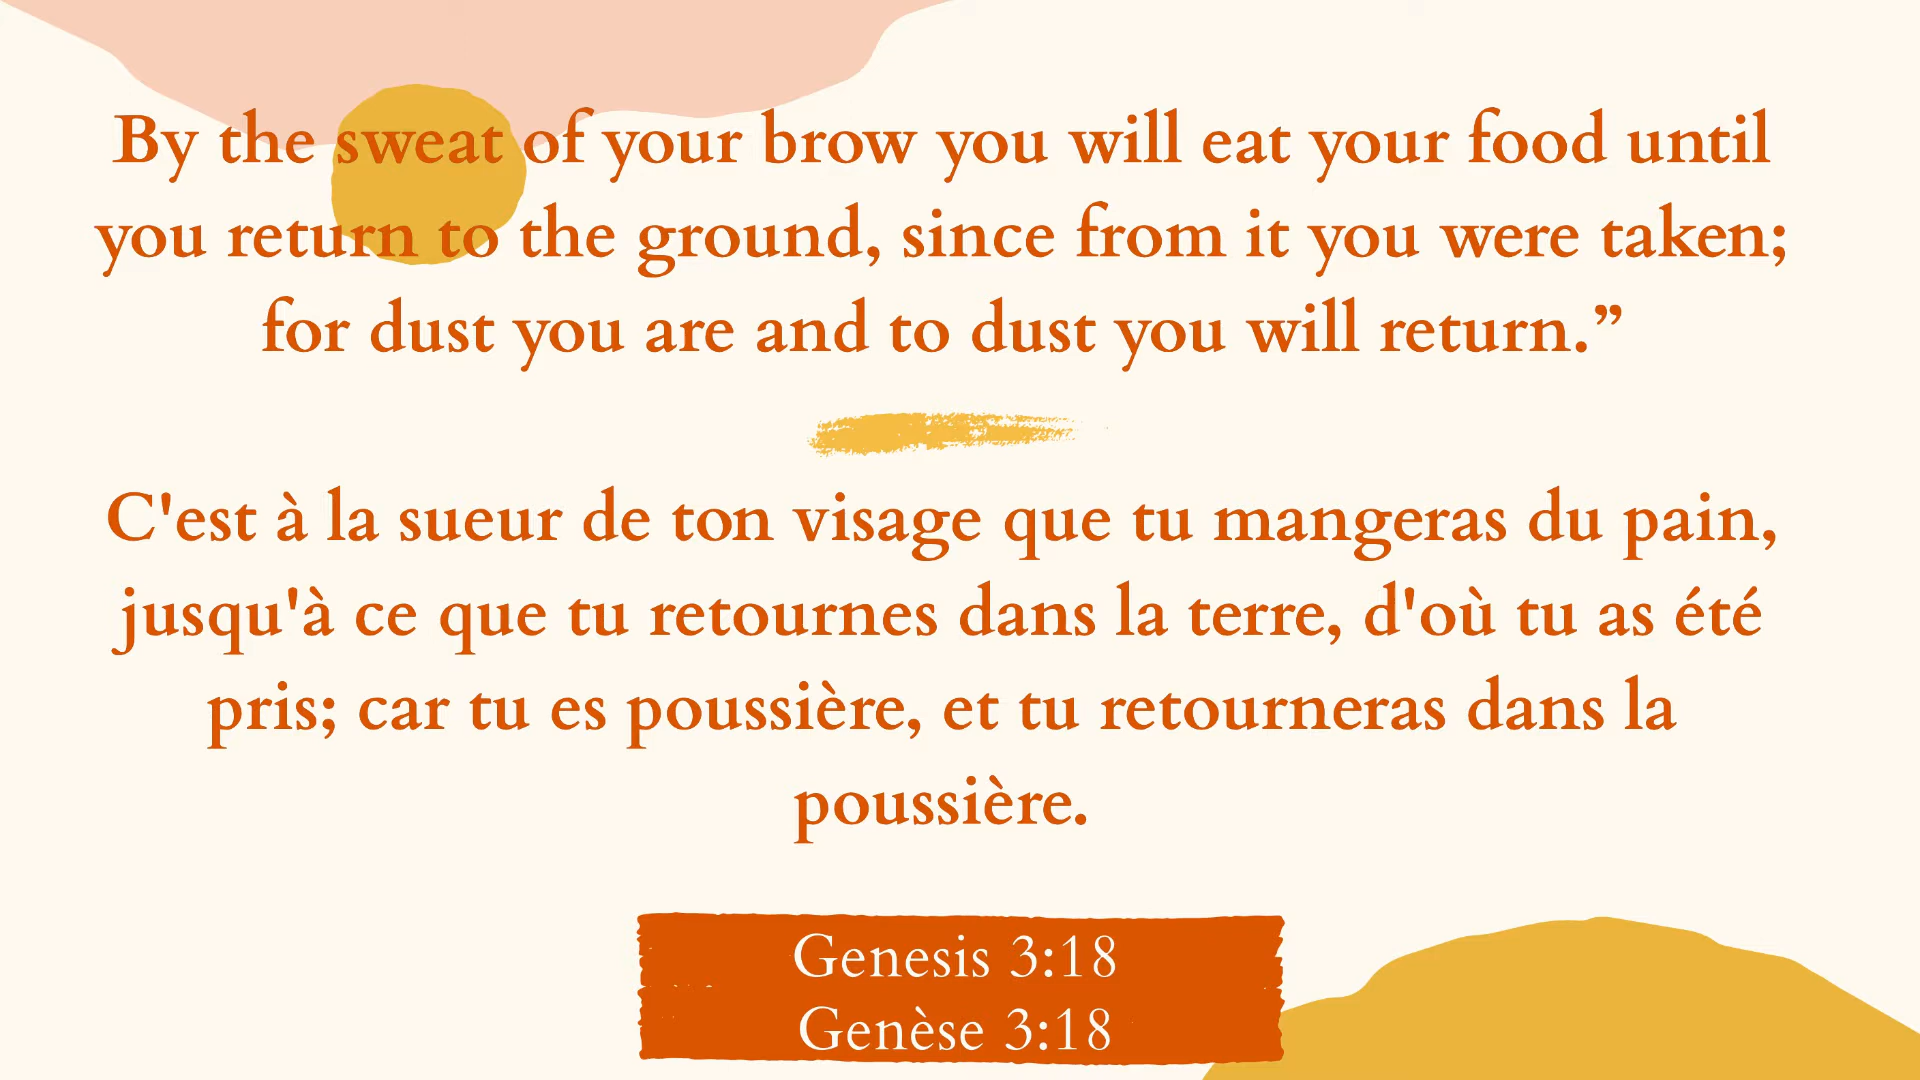 By the sweat of your brow you will eat your food until
you return to the ground, since from it you were taken;
for dust you are and to dust you will return.”
C'est à la sueur de ton visage que tu mangeras du pain,
jusqu'à ce que tu retournes dans la terre, d'où tu as été
pris; car tu es poussière, et tu retourneras dans la
poussière.
Genesis 3:18
Genèse 3:18